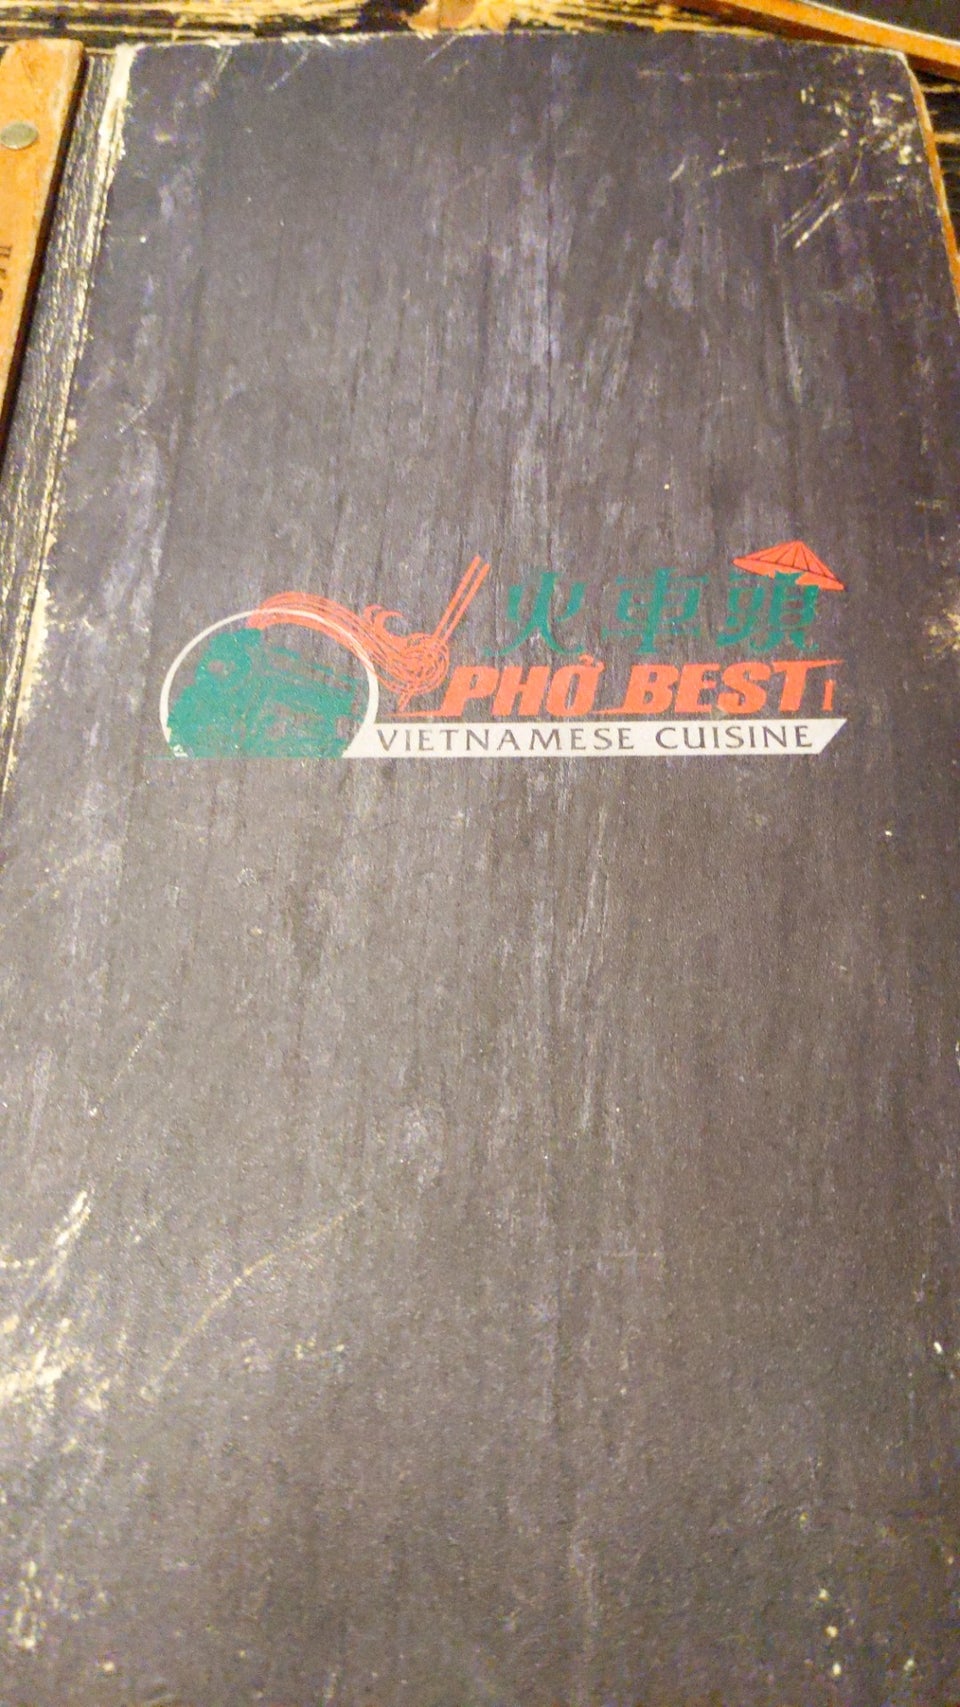 火車頭
PHỞ BEST 1
VIETNAMESE CUISINE